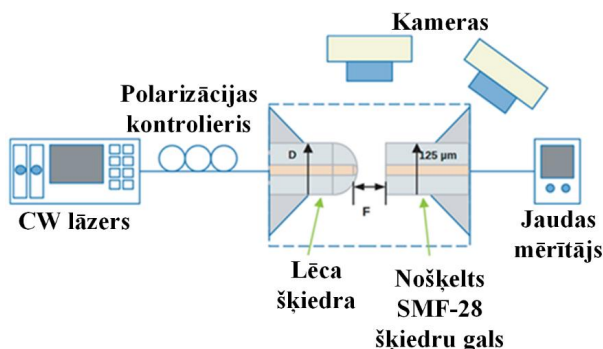 Kameras
Polarizācijas
kontrolieris
D
125 µm
F
CW lāzers
Lēca
šķiedra
Nošķelts
SMF-28
šķiedru gals
Jaudas
mērītājs